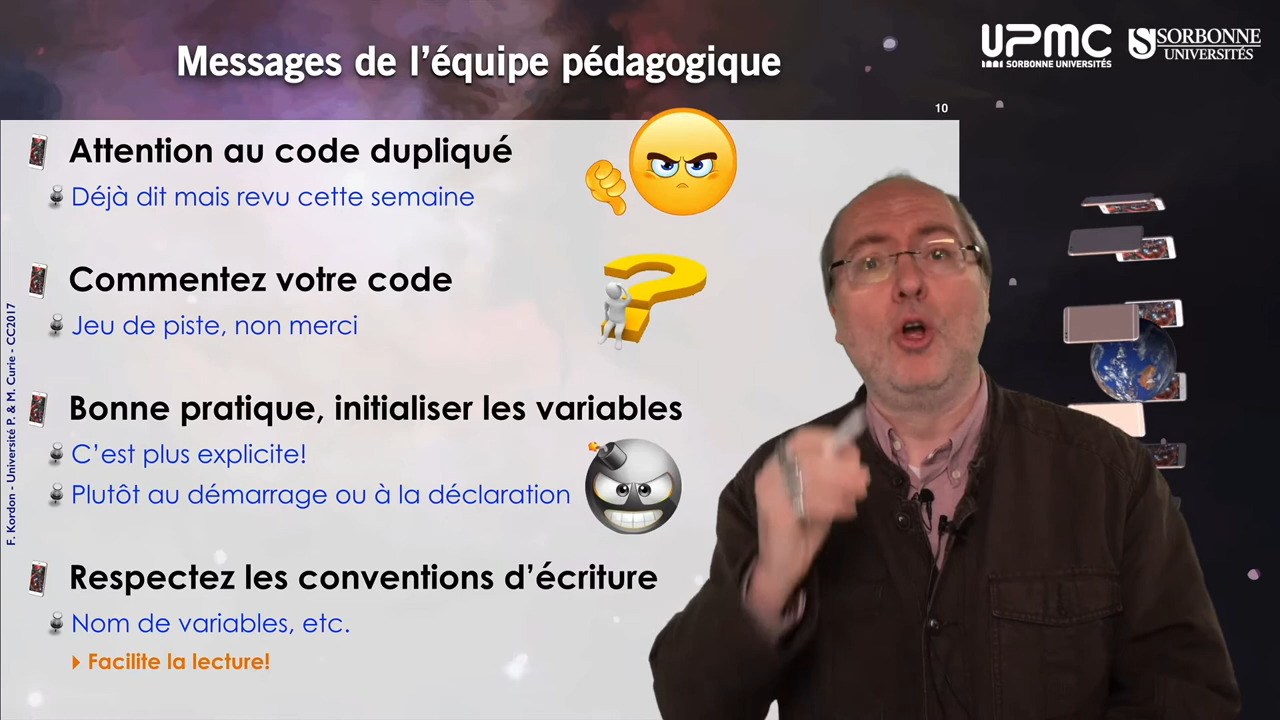 Messages de l'équipe pédagogique
UPMC
SORBONNE UNIVERSITÉS
SORBONNE
UNIVERSITÉS
10
Attention au code dupliqué
Déjà dit mais revu cette semaine
Commentez votre code
Jeu de piste, non merci
Bonne pratique, initialiser les variables
C'est plus explicite!
Plutôt au démarrage ou à la déclaration
Respectez les conventions d'écriture
Nom de variables, etc.
Facilite la lecture!
F. Kordon - Université P. & M. Curie - CC2017